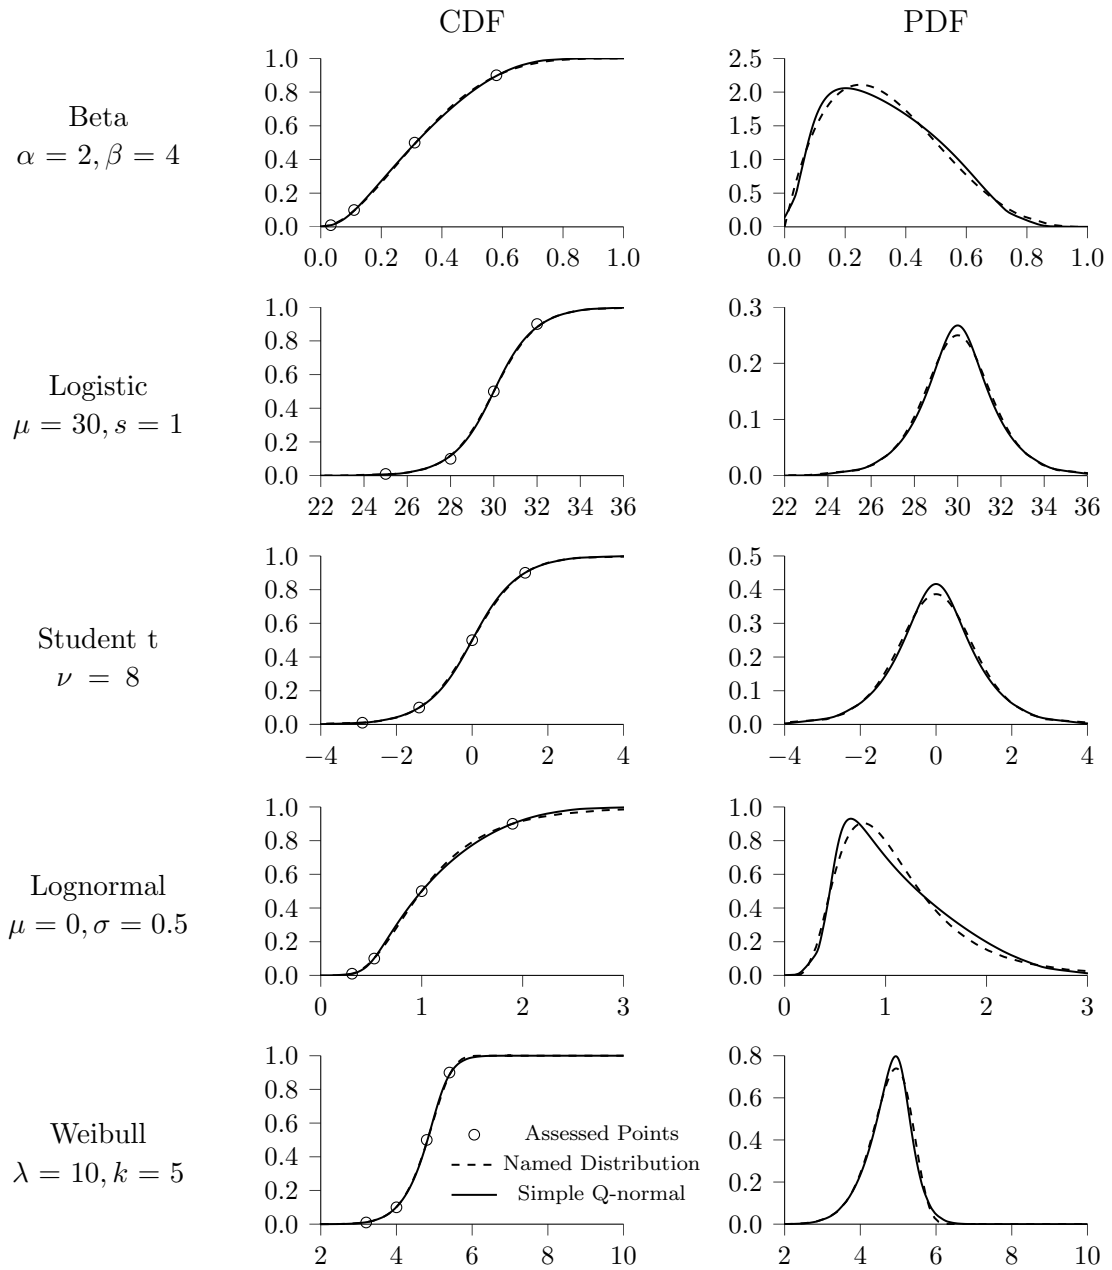 CDF
PDF
Beta
α = 2, β = 4
1.0
0.8
0.6
0.4
0.2
0.0
0.0 0.2 0.4 0.6 0.8 1.0
2.5
2.0
1.5
1.0
0.5
0.0
0.0 0.2 0.4 0.6 0.8 1.0
Logistic
μ = 30, s = 1
1.0
0.8
0.6
0.4
0.2
0.0
22 24 26 28 30 32 34 36
0.3
0.2
0.1
0.0
22 24 26 28 30 32 34 36
Student t
ν = 8
1.0
0.8
0.6
0.4
0.2
0.0
−4 −2 0 2 4
0.5
0.4
0.3
0.2
0.1
0.0
−4 −2 0 2 4
Lognormal
μ = 0, σ = 0.5
1.0
0.8
0.6
0.4
0.2
0.0
0 1 2 3
1.0
0.8
0.6
0.4
0.2
0.0
0 1 2 3
Weibull
λ = 10, k = 5
1.0
0.8
0.6
0.4
0.2
0.0
2 4 6 8 10
Assessed Points
Named Distribution
Simple Q-normal
0.8
0.6
0.4
0.2
0.0
2 4 6 8 10